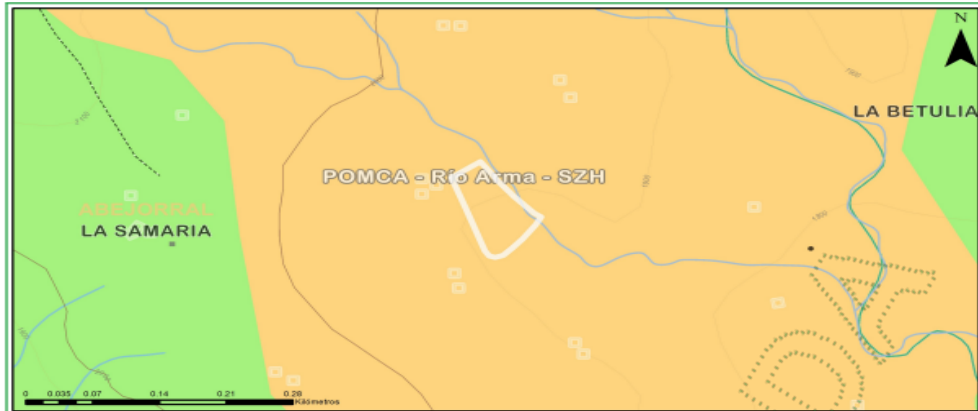 N
LA BETULIA
POMCA - Río Arma - SZH
ABEJORRAL
LA SAMARIA
0 0.035 0.07 0.14 0.21 0.28
Kilómetros